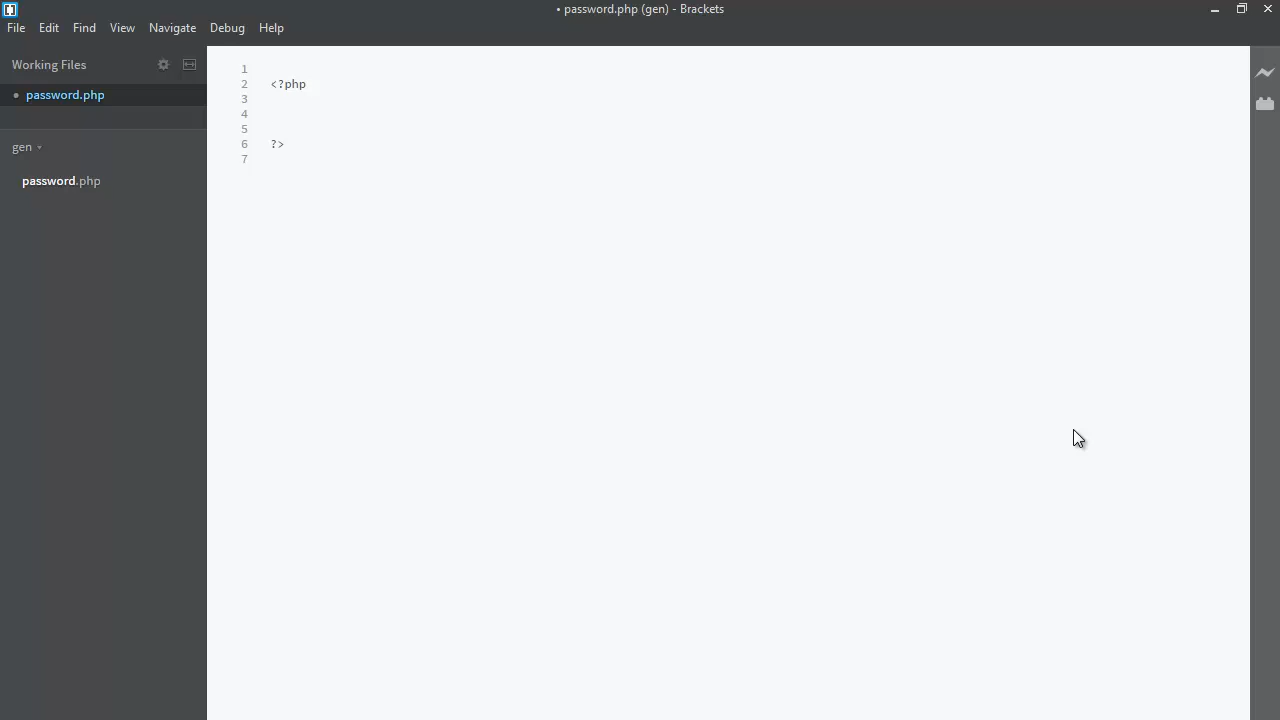 • password.php (gen) - Brackets
File Edit Find View Navigate Debug Help
Working Files
• password.php
gen
password.php
1
2 <?php
3
4
5
6 ?>
7